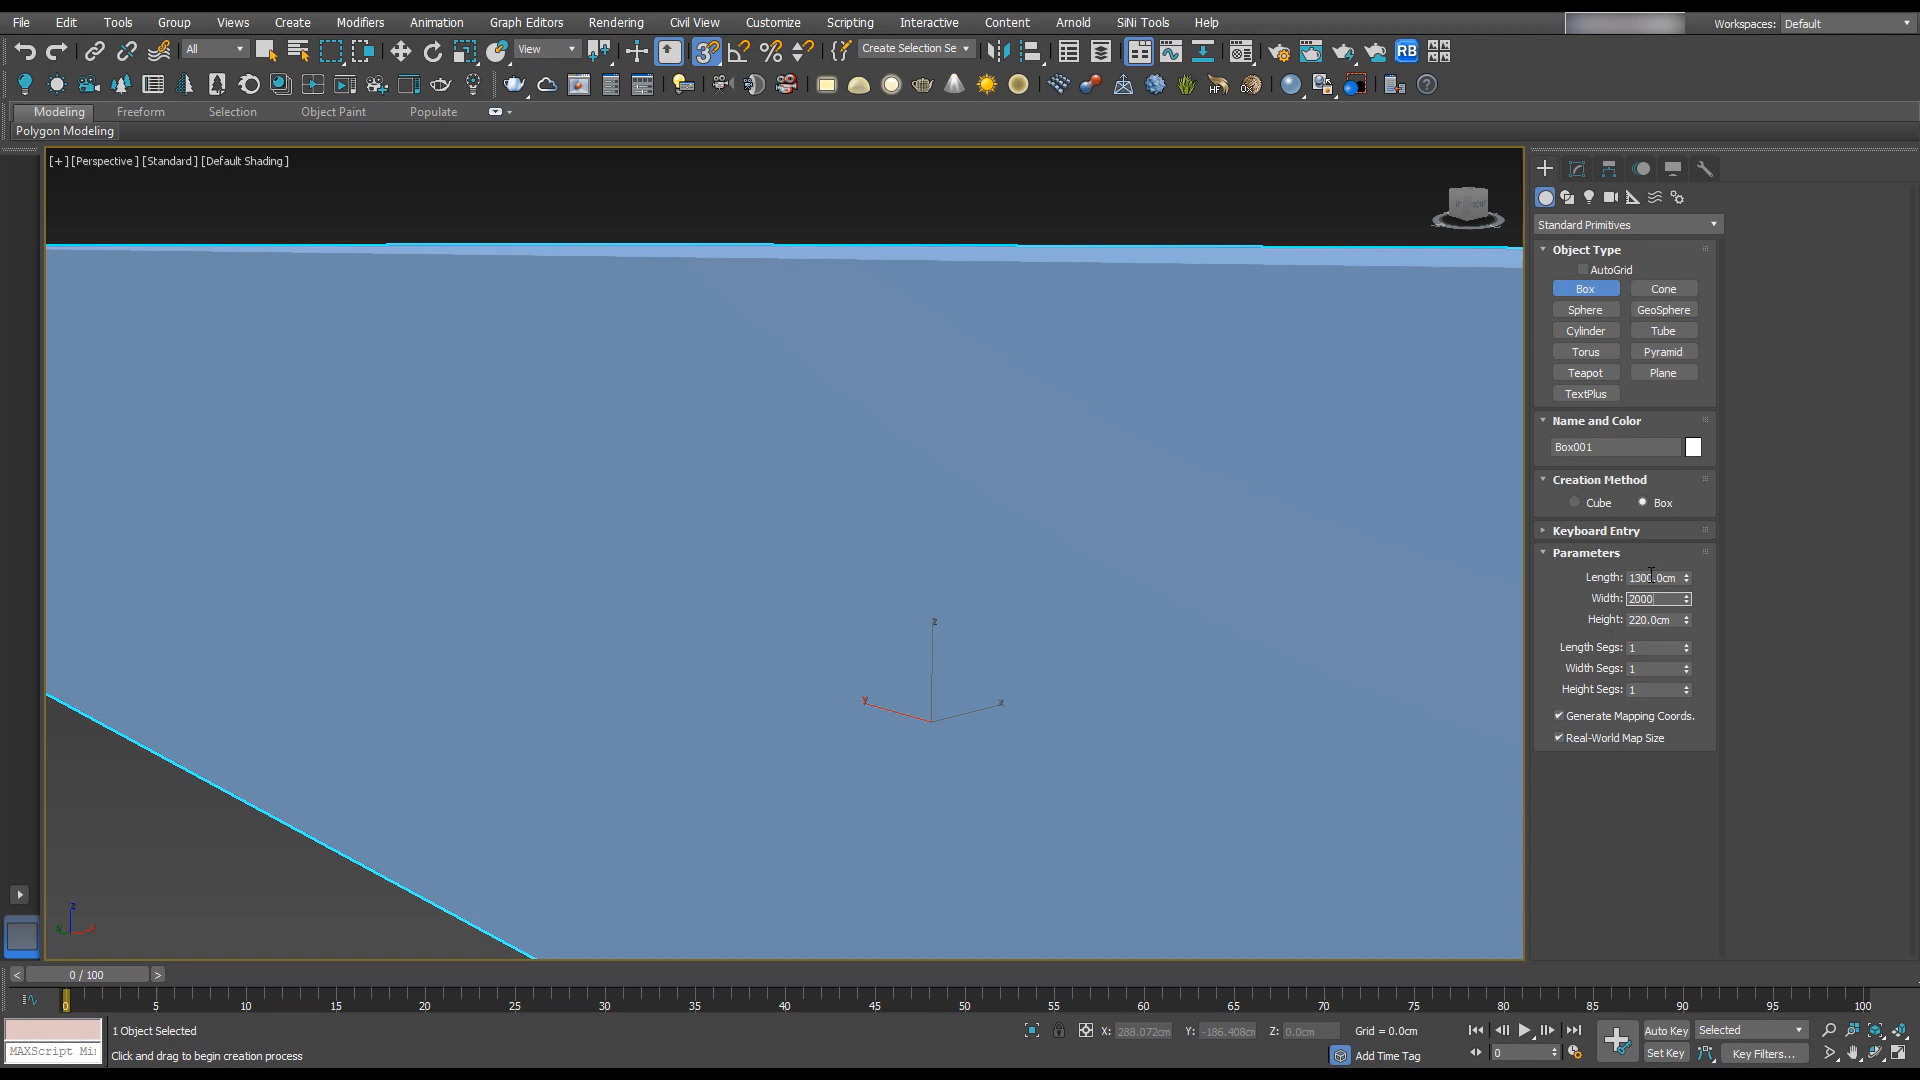 File Edit Tools Group Views Create Modifiers Animation Graph Editors Rendering Civil View Customize Scripting Interactive Content Arnold SiNi Tools Help Workspaces: Default
All View Create Selection Se RB
HF
Modeling Freeform Selection Object Paint Populate
Polygon Modeling
[+] [Perspective] [Standard] [Default Shading]
FRONT
Standard Primitives
Object Type
AutoGrid
Box Cone
Sphere GeoSphere
Cylinder Tube
Torus Pyramid
Teapot Plane
TextPlus
Name and Color
Box001
Creation Method
Cube Box
Keyboard Entry
Parameters
Length: 1300.0cm
Width: 2000
Height: 220.0cm
Length Segs: 1
Width Segs: 1
Height Segs: 1
Generate Mapping Coords.
Real-World Map Size
z
y x
z
y x
< 0 / 100 >
0 5 10 15 20 25 30 35 40 45 50 55 60 65 70 75 80 85 90 95 100
1 Object Selected X: 288.072cm Y: -186.408cm Z: 0.0cm Grid = 0.0cm Auto Key Selected
MAXScript Mi Click and drag to begin creation process Add Time Tag 0 Set Key Key Filters...